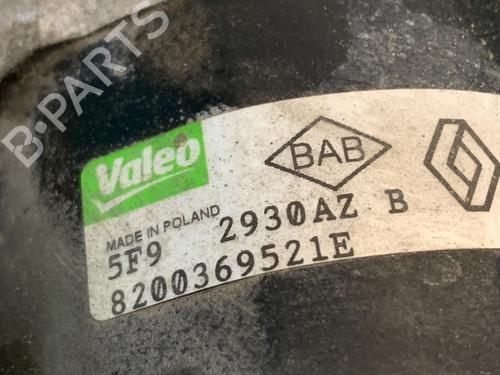 B-PARTS
Valeo
BAB
MADE IN POLAND
5F9 2930AZ B
8200369521E